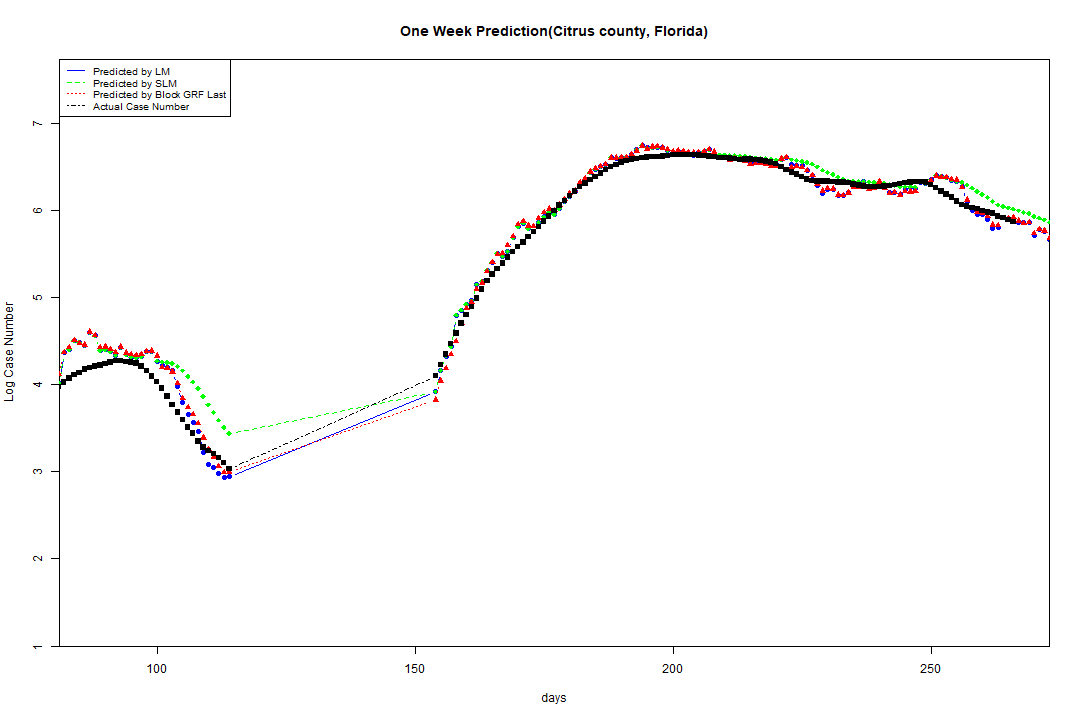 One Week Prediction(Citrus county, Florida)
Predicted by LM
Predicted by SLM
Predicted by Block GRF Last
Actual Case Number
7
6
5
4
3
2
1
Log Case Number
100 150 200 250
days